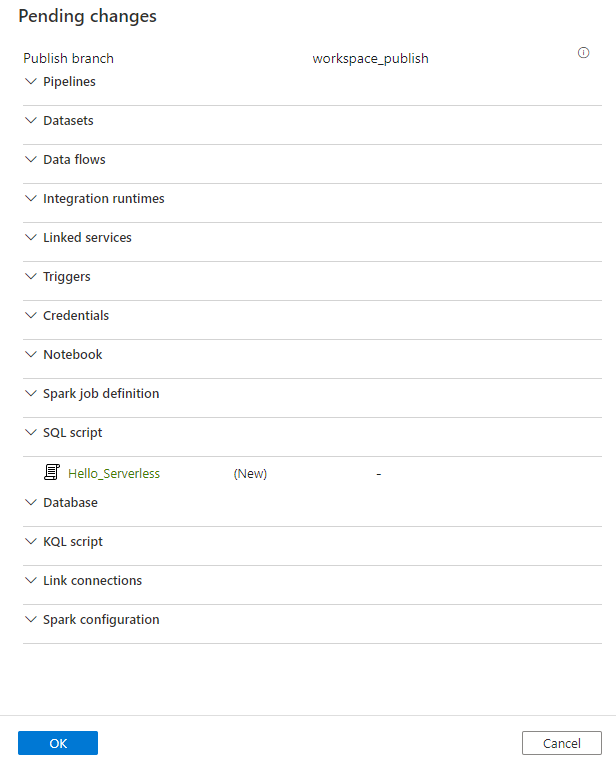 Pending changes
Publish branch workspace_publish
Pipelines
Datasets
Data flows
Integration runtimes
Linked services
Triggers
Credentials
Notebook
Spark job definition
SQL script
Hello_Serverless (New) -
Database
KQL script
Link connections
Spark configuration
OK Cancel